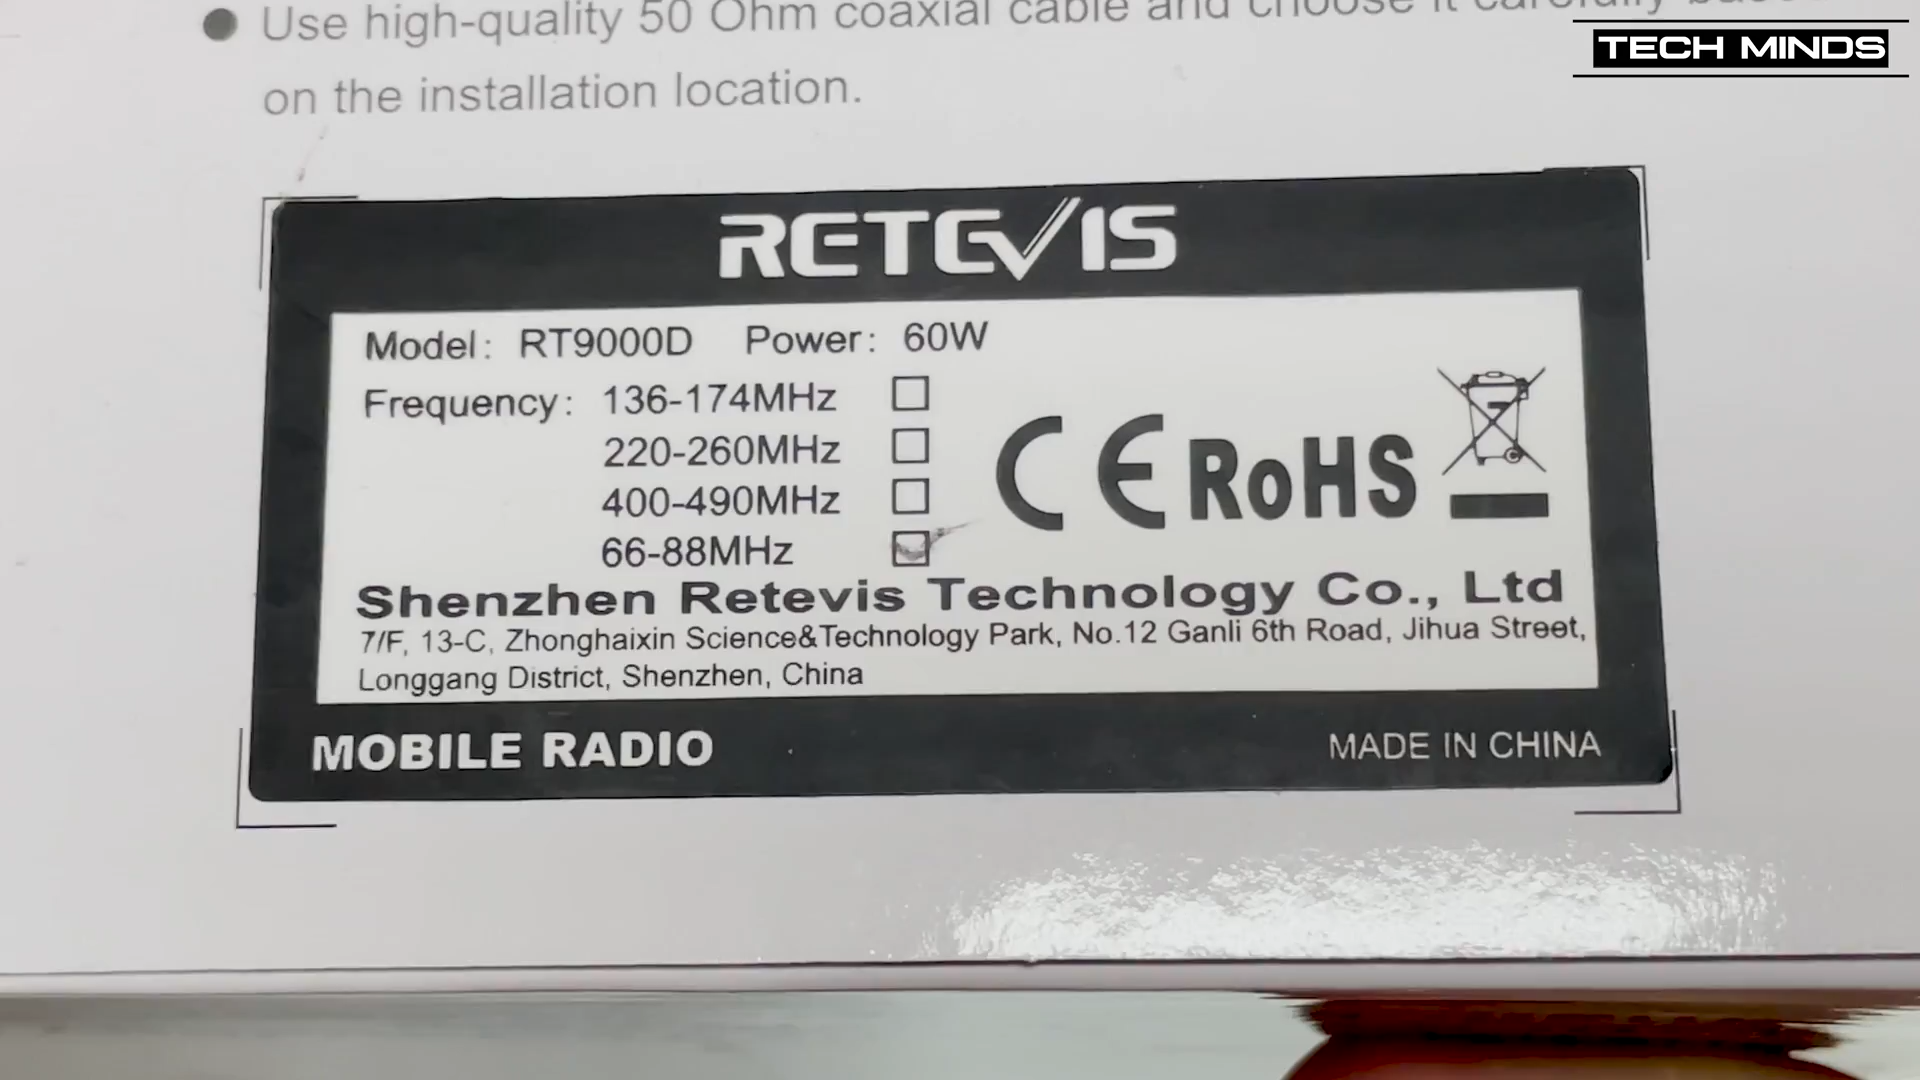 Use high-quality 50 Ohm coaxial cable and choose it carefully
on the installation location.
TECH MINDS
RETEVIS
Model: RT9000D Power: 60W
Frequency: 136-174MHz
220-260MHz
400-490MHz
66-88MHz
CE RoHS
Shenzhen Retevis Technology Co., Ltd
7/F, 13-C, Zhonghaixin Science&Technology Park, No.12 Ganli 6th Road, Jihua Street,
Longgang District, Shenzhen, China
MOBILE RADIO
MADE IN CHINA